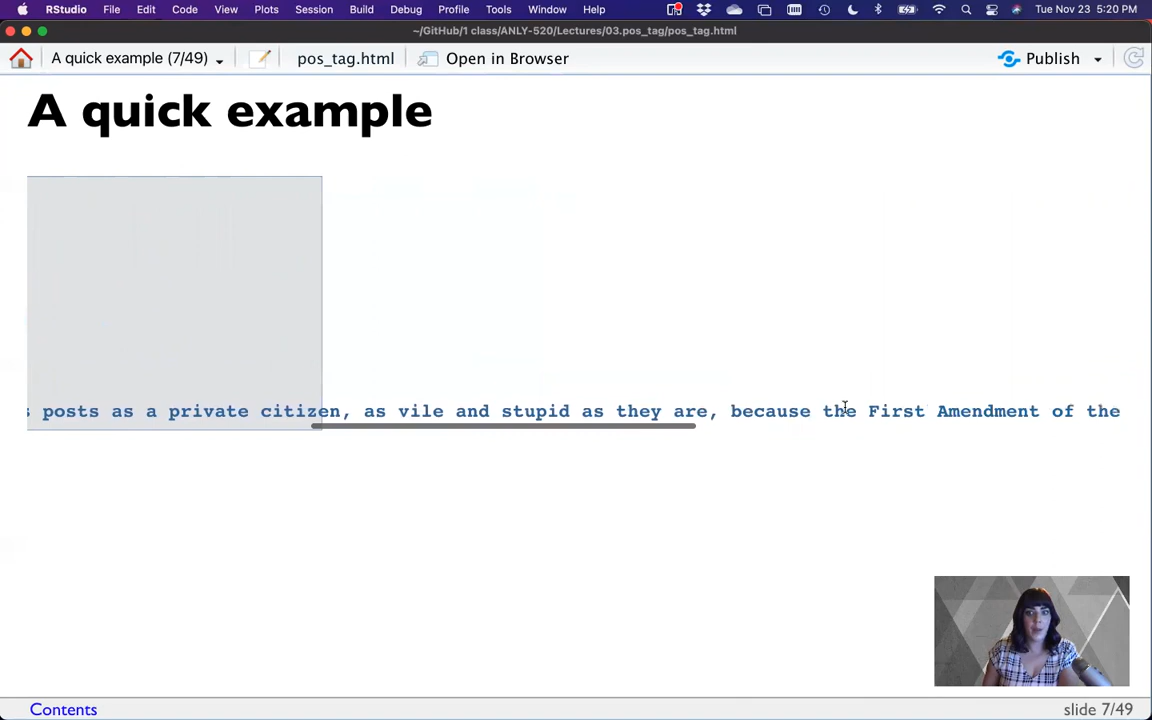 RStudio File Edit Code View Plots Session Build Debug Profile Tools Window Help Tue Nov 23 5:20 PM
~/GitHub/1 class/ANLY-520/Lectures/03.pos_tag/pos_tag.html
A quick example (7/49) pos_tag.html Open in Browser Publish
A quick example
s posts as a private citizen, as vile and stupid as they are, because the First Amendment of the
Contents slide 7/49